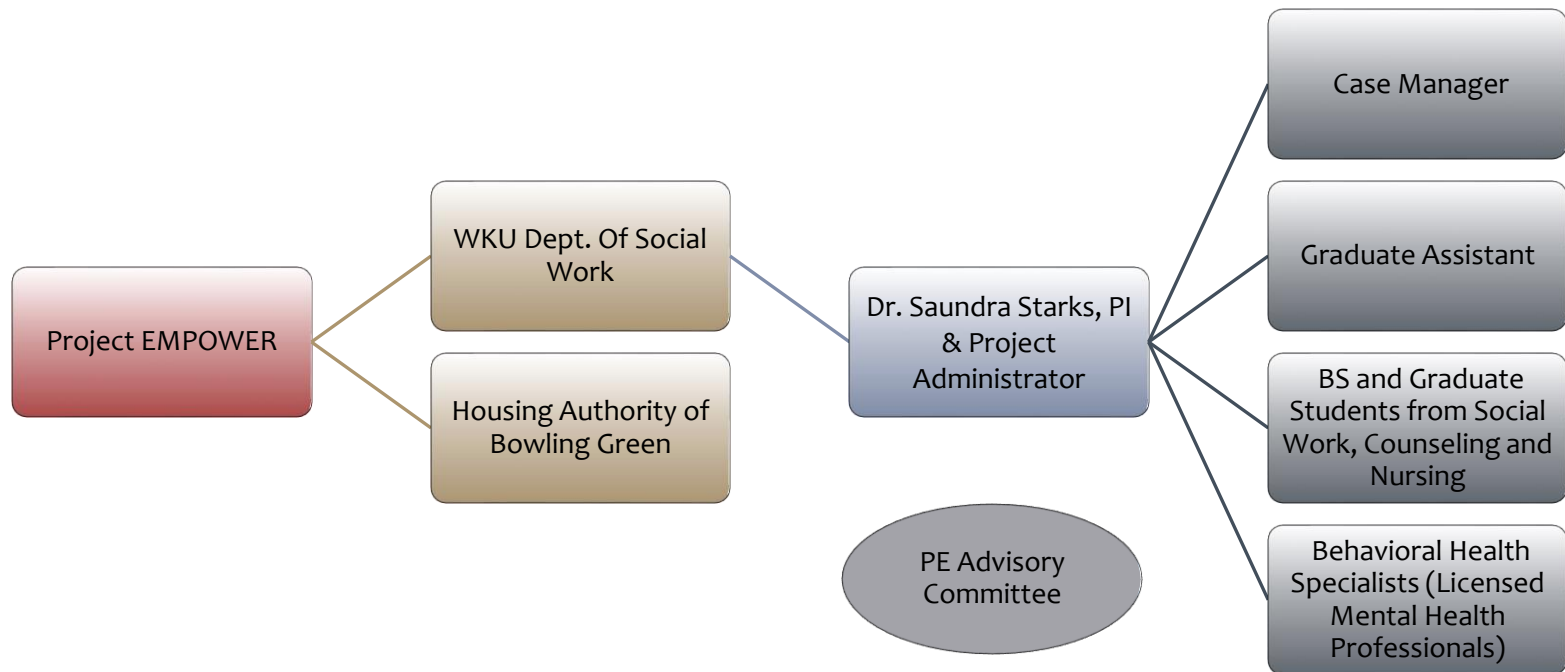 Project EMPOWER
WKU Dept. Of Social
Work
Housing Authority of
Bowling Green
Dr. Saundra Starks, PI
& Project
Administrator
PE Advisory
Committee
Case Manager
Graduate Assistant
BS and Graduate
Students from Social
Work, Counseling and
Nursing
Behavioral Health
Specialists (Licensed
Mental Health
Professionals)